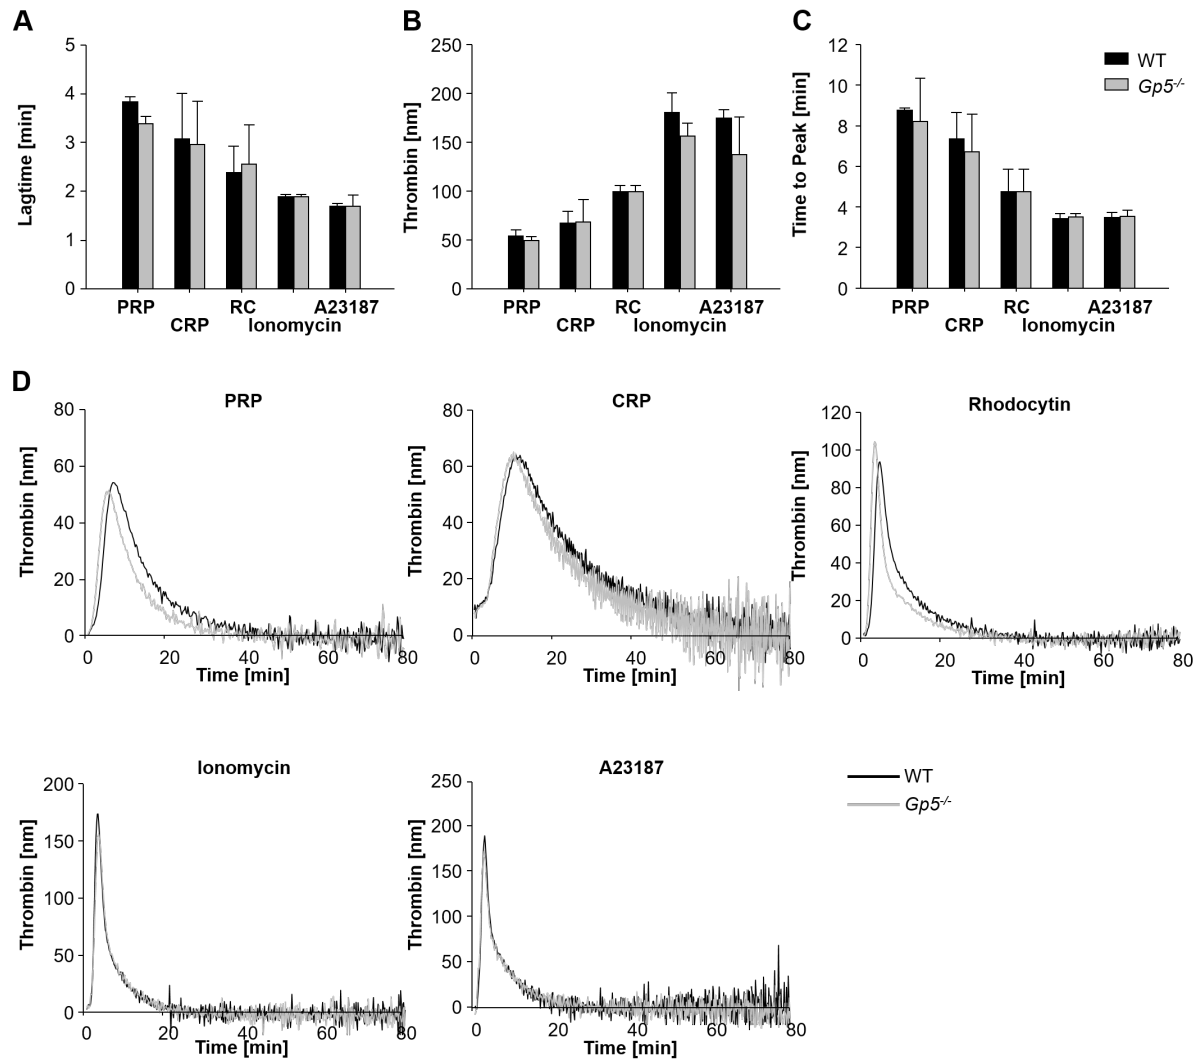 A
5
4
3
2
1
0
Lagtime [min]
PRP
CRP
RC
Ionomycin
A23187
B
250
200
150
100
50
0
Thrombin [nm]
PRP
CRP
RC
Ionomycin
A23187
C
12
10
8
6
4
2
0
Time to Peak [min]
PRP
CRP
RC
Ionomycin
A23187
WT
Gp5-/-
D
PRP
80
60
40
20
0
Thrombin [nm]
0 20 40 60 80
Time [min]
CRP
80
60
40
20
0
Thrombin [nm]
0 20 40 60 80
Time [min]
Rhodocytin
120
100
80
60
40
20
0
Thrombin [nm]
0 20 40 60 80
Time [min]
Ionomycin
200
150
100
50
0
Thrombin [nm]
0 20 40 60 80
Time [min]
A23187
250
200
150
100
50
0
Thrombin [nm]
0 20 40 60 80
Time [min]
WT
Gp5-/-